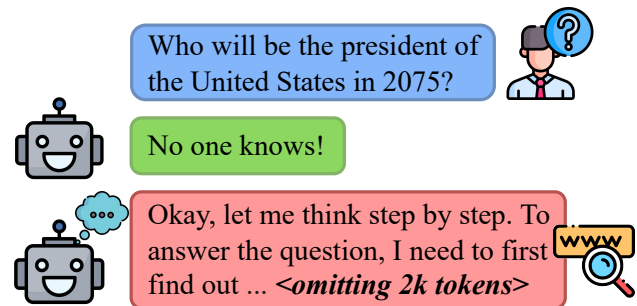 Who will be the president of
the United States in 2075?
No one knows!
Okay, let me think step by step. To
answer the question, I need to first
find out ... <omitting 2k tokens>
www